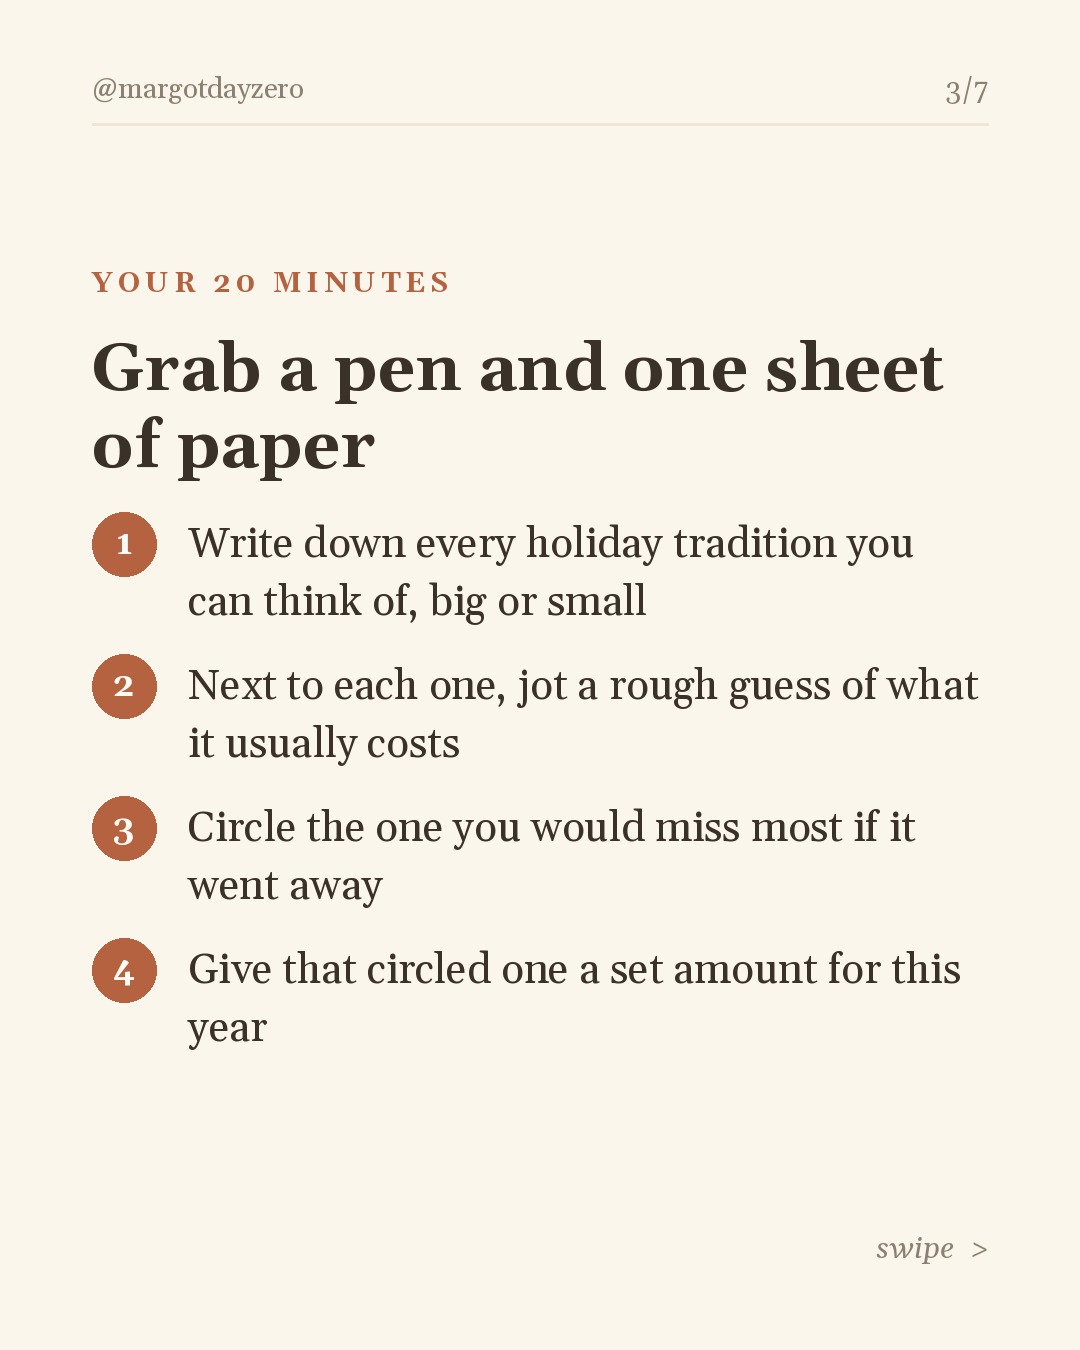 @margotdayzero
3/7
YOUR 20 MINUTES
Grab a pen and one sheet
of paper
1 Write down every holiday tradition you
can think of, big or small
2 Next to each one, jot a rough guess of what
it usually costs
3 Circle the one you would miss most if it
went away
4 Give that circled one a set amount for this
year
swipe >